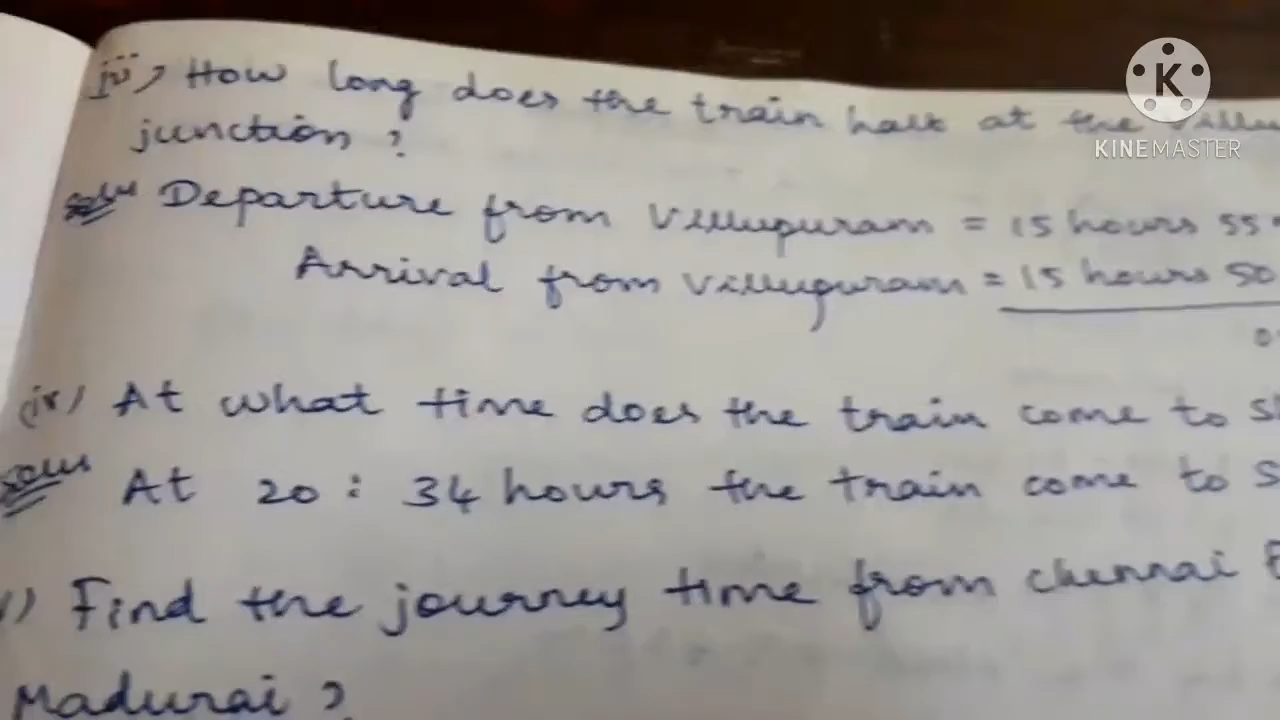 iii) How long does the train halt at the Villu
junction ?
Departure from Villupuram = 15 hours 55
Arrival from Villupuram = 15 hours 50
0
(iv) At what time does the train come to s
At 20 : 34 hours the train come to s
v) Find the journey time from chennai
Madurai ?
K
KINEMASTER